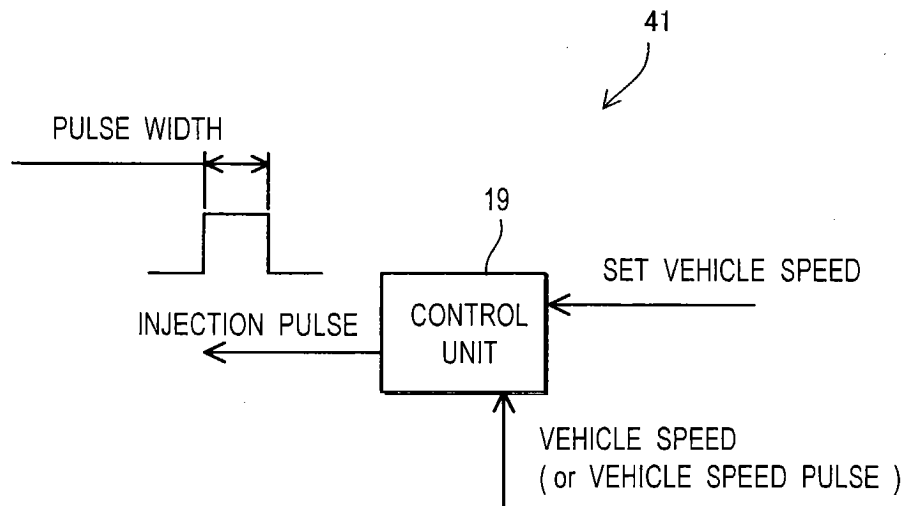 41
PULSE WIDTH
19
SET VEHICLE SPEED
INJECTION PULSE
CONTROL
UNIT
VEHICLE SPEED
( or VEHICLE SPEED PULSE )